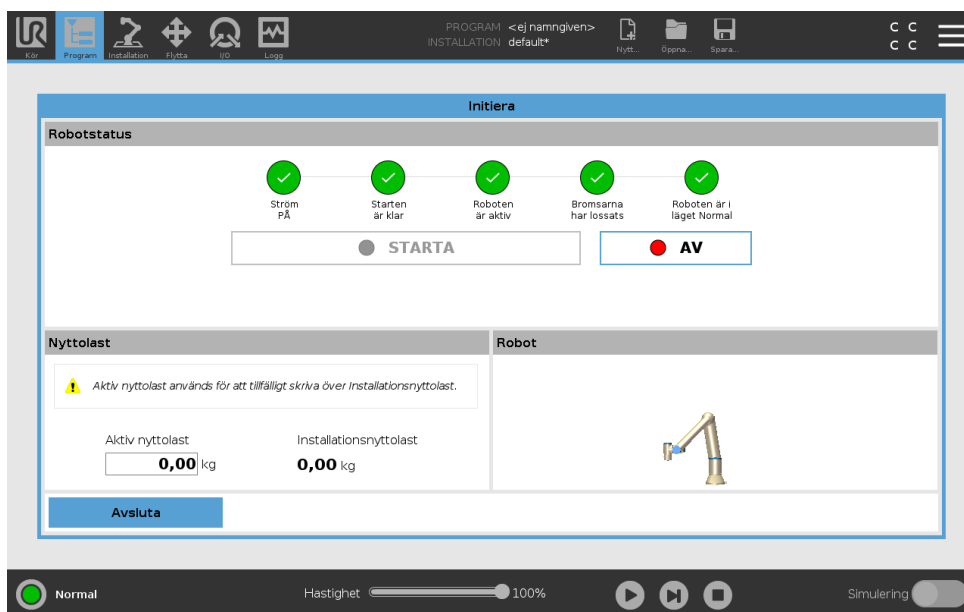 UR
PROGRAM <ej namngiven>
INSTALLATION default*
Kör Program Installation Flytta I/O Logg Nytt... Öppna... Spara...
C C
C C
Initiera
Robotstatus
Ström Starten Roboten Bromsarna Roboten är i
PÅ är klar är aktiv har lossats läget Normal
STARTA AV
Nyttolast Robot
Aktiv nyttolast används för att tillfälligt skriva över Installationsnyttolast.
Aktiv nyttolast Installationsnyttolast
0,00 kg 0,00 kg
Avsluta
Normal Hastighet 100% Simulering